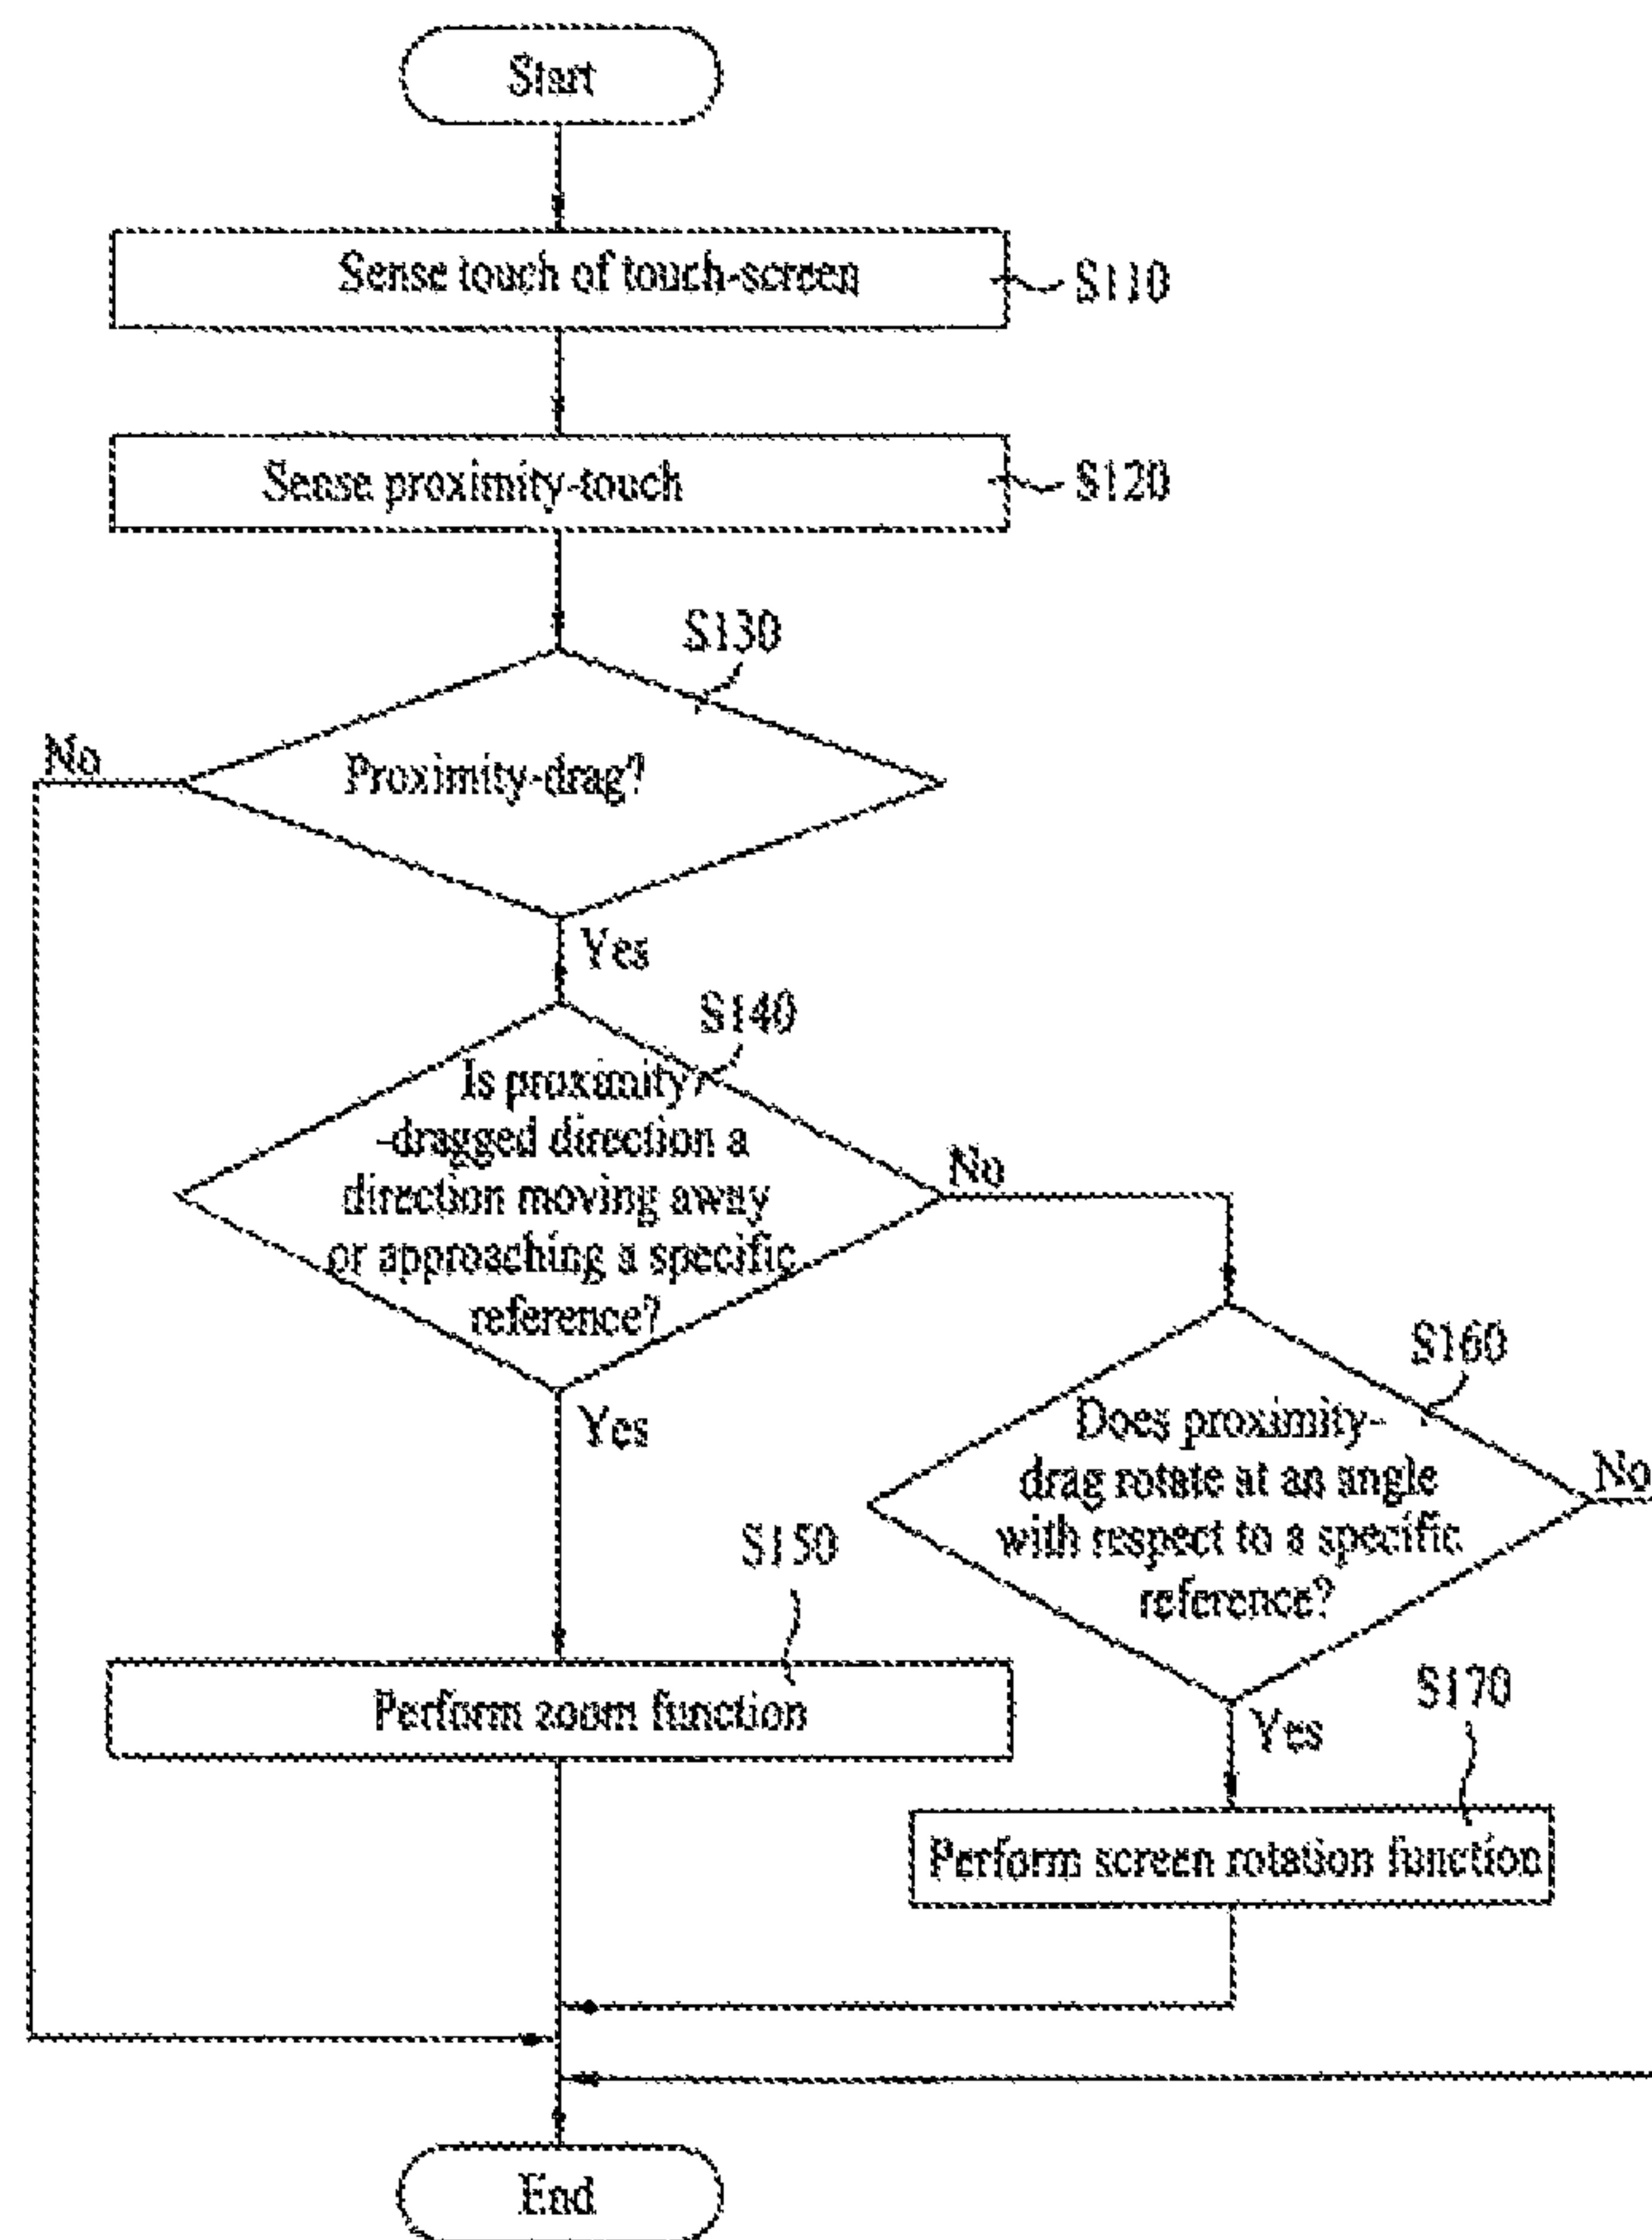 Start
Sense touch of touch-screen
S110
Sense proximity-touch
S120
S130
No
Proximity-drag?
Yes
S140
Is proximity
-dragged direction a
direction moving away
or approaching a specific
reference?
No
Yes
S160
Does proximity-
drag rotate at an angle
with respect to a specific
reference?
No
S150
Perform zoom function
Yes
S170
Perform screen rotation function
End